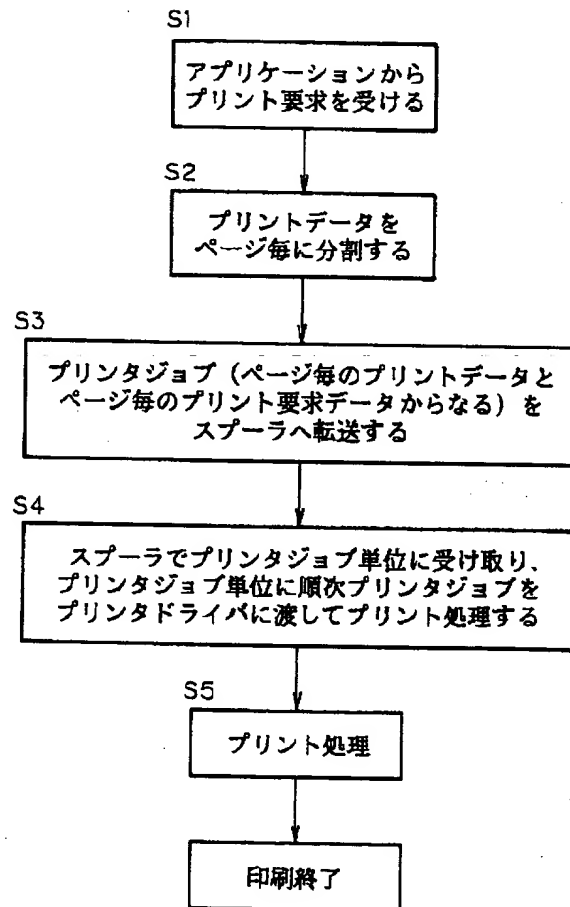 S1
アプリケーションから
プリント要求を受ける
S2
プリントデータを
ページ毎に分割する
S3
プリンタジョブ（ページ毎のプリントデータと
ページ毎のプリント要求データからなる）を
スプーラへ転送する
S4
スプーラでプリンタジョブ単位に受け取り、
プリンタジョブ単位に順次プリンタジョブを
プリンタドライバに渡してプリント処理する
S5
プリント処理
印刷終了